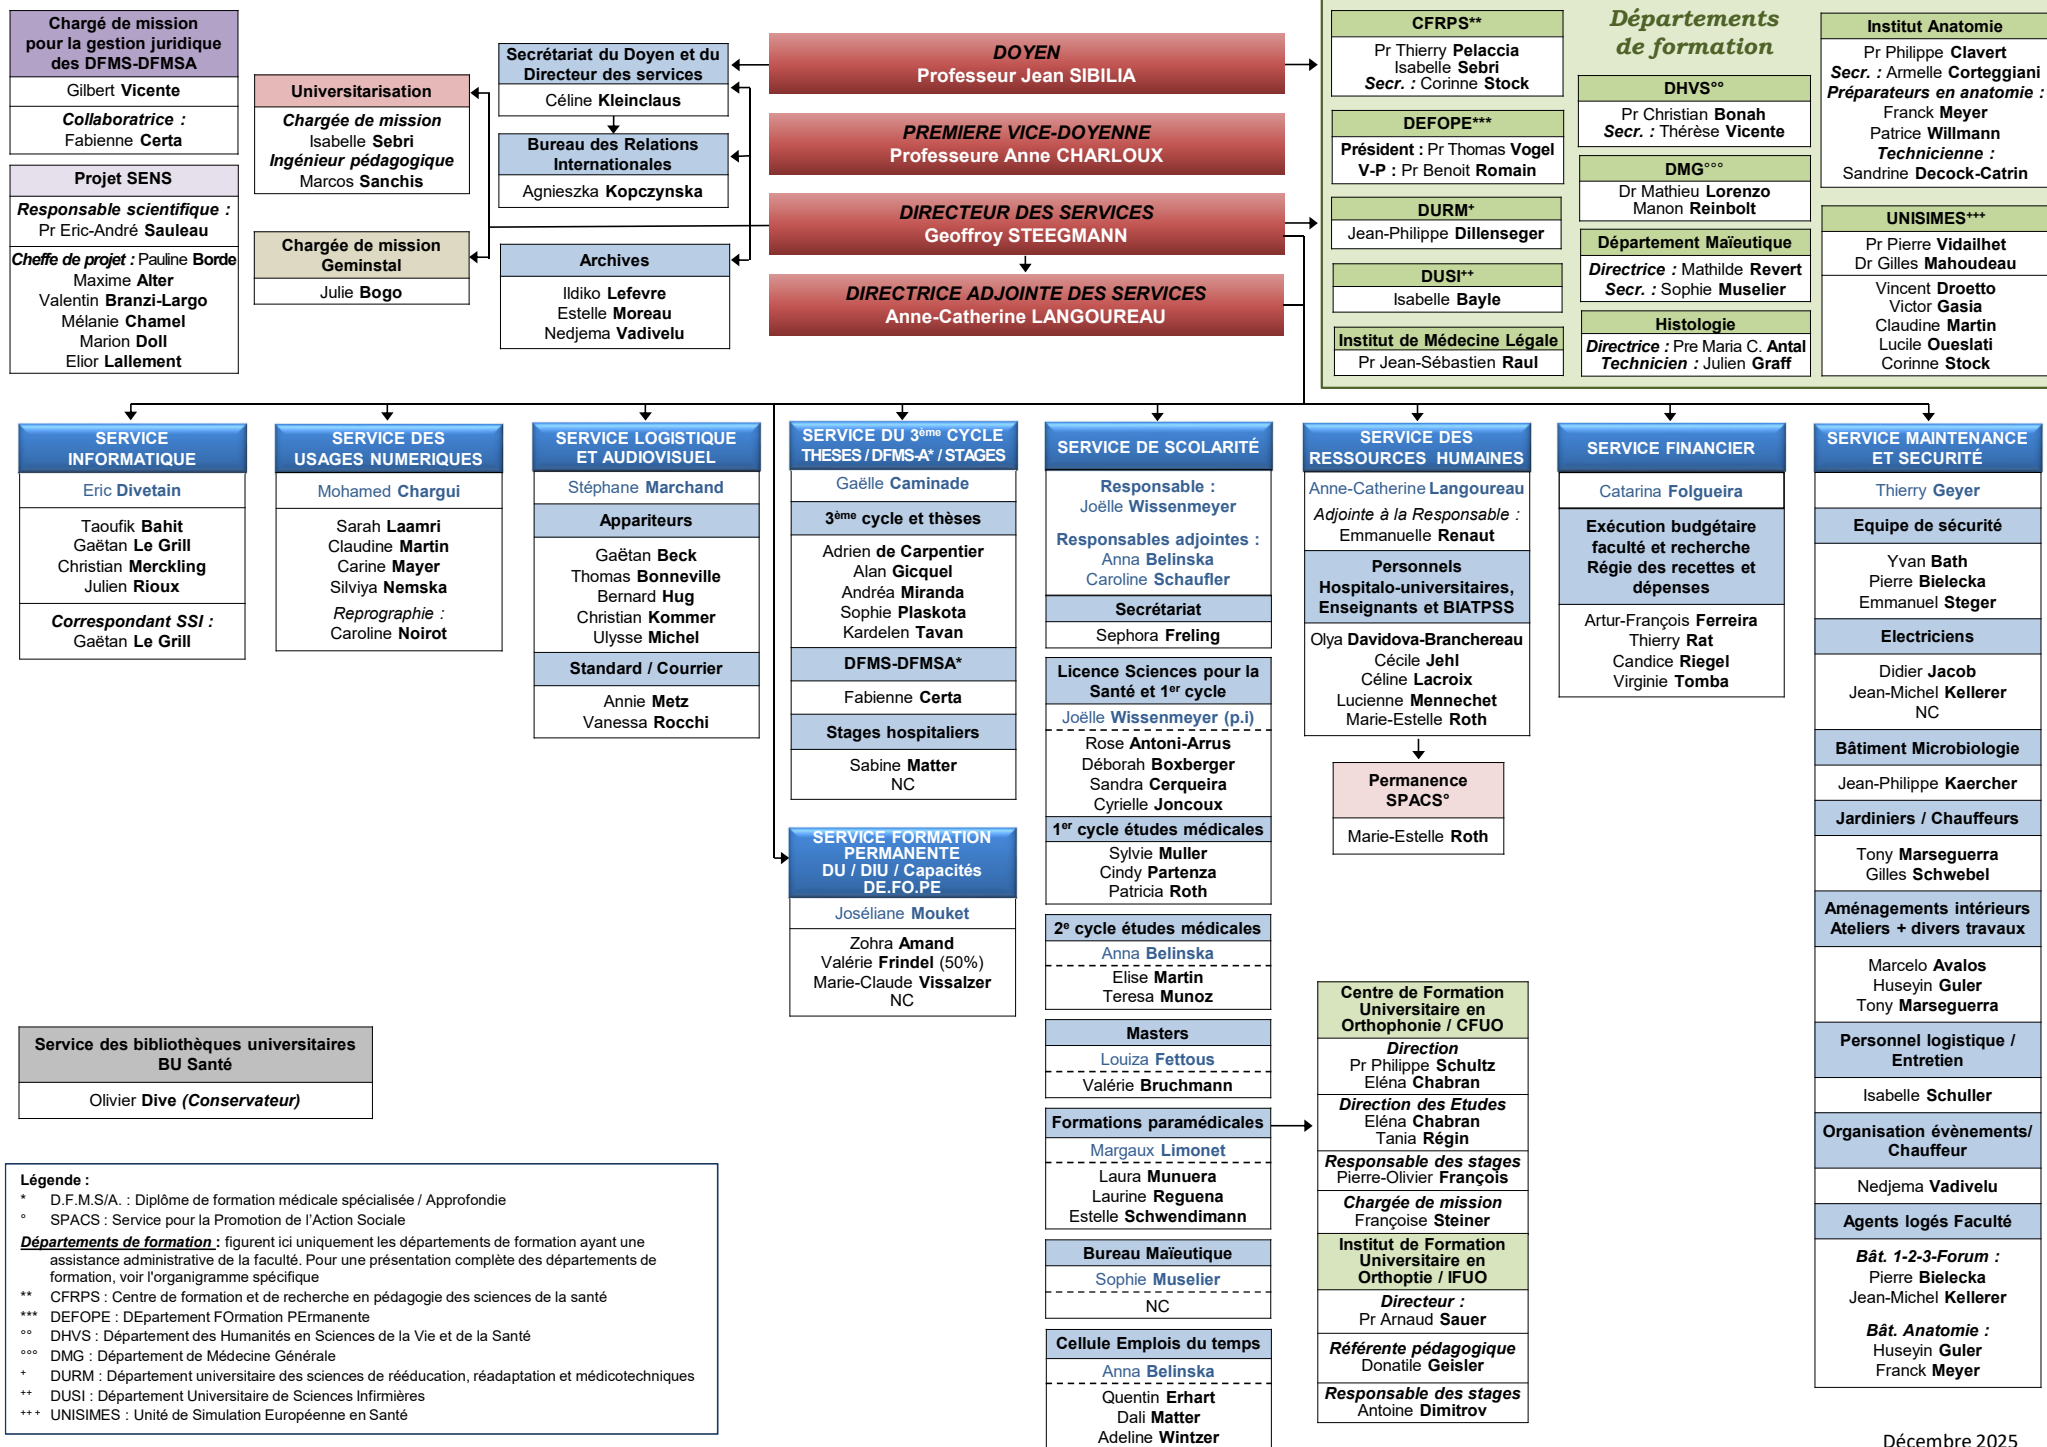 Chargé de mission
pour la gestion juridique
des DFMS-DFMSA
Gilbert Vicente
Collaboratrice :
Fabienne Certa
Projet SENS
Responsable scientifique :
Pr Eric-André Sauleau
Cheffe de projet : Pauline Borde
Maxime Alter
Valentin Branzi-Largo
Mélanie Chamel
Marion Doll
Elior Lallement
Universitarisation
Chargée de mission
Isabelle Sebri
Ingénieur pédagogique
Marcos Sanchis
Chargée de mission
Geminstal
Julie Bogo
Secrétariat du Doyen et du
Directeur des services
Céline Kleinclaus
Bureau des Relations
Internationales
Agnieszka Kopczynska
Archives
Ildiko Lefevre
Estelle Moreau
Nedjema Vadivelu
DOYEN
Professeur Jean SIBILIA
PREMIERE VICE-DOYENNE
Professeure Anne CHARLOUX
DIRECTEUR DES SERVICES
Geoffroy STEEGMANN
DIRECTRICE ADJOINTE DES SERVICES
Anne-Catherine LANGOUREAU
Départements
de formation
CFRPS**
Pr Thierry Pelaccia
Isabelle Sebri
Secr. : Corinne Stock
DEFOPE***
Président : Pr Thomas Vogel
V-P : Pr Benoit Romain
DURM+
Jean-Philippe Dillenseger
DUSI++
Isabelle Bayle
Institut de Médecine Légale
Pr Jean-Sébastien Raul
DHVS°°
Pr Christian Bonah
Secr. : Thérèse Vicente
DMG°°°
Dr Mathieu Lorenzo
Manon Reinbolt
Département Maïeutique
Directrice : Mathilde Revert
Secr. : Sophie Muselier
Histologie
Directrice : Pre Maria C. Antal
Technicien : Julien Graff
Institut Anatomie
Pr Philippe Clavert
Secr. : Armelle Corteggiani
Préparateurs en anatomie :
Franck Meyer
Patrice Willmann
Technicienne :
Sandrine Decock-Catrin
UNISIMES+++
Pr Pierre Vidailhet
Dr Gilles Mahoudeau
Vincent Droetto
Victor Gasia
Claudine Martin
Lucile Oueslati
Corinne Stock
SERVICE
INFORMATIQUE
Eric Divetain
Taoufik Bahit
Gaëtan Le Grill
Christian Merckling
Julien Rioux
Correspondant SSI :
Gaëtan Le Grill
SERVICE DES
USAGES NUMERIQUES
Mohamed Chargui
Sarah Laamri
Claudine Martin
Carine Mayer
Silviya Nemska
Reprographie :
Caroline Noirot
SERVICE LOGISTIQUE
ET AUDIOVISUEL
Stéphane Marchand
Appariteurs
Gaëtan Beck
Thomas Bonneville
Bernard Hug
Christian Kommer
Ulysse Michel
Standard / Courrier
Annie Metz
Vanessa Rocchi
SERVICE DU 3ème CYCLE
THESES / DFMS-A* / STAGES
Gaëlle Caminade
3ème cycle et thèses
Adrien de Carpentier
Alan Gicquel
Andréa Miranda
Sophie Plaskota
Kardelen Tavan
DFMS-DFMSA*
Fabienne Certa
Stages hospitaliers
Sabine Matter
NC
SERVICE FORMATION
PERMANENTE
DU / DIU / Capacités
DE.FO.PE
Joséliane Mouket
Zohra Amand
Valérie Frindel (50%)
Marie-Claude Vissalzer
NC
SERVICE DE SCOLARITÉ
Responsable :
Joëlle Wissenmeyer
Responsables adjointes :
Anna Belinska
Caroline Schaufler
Secrétariat
Sephora Freling
Licence Sciences pour la
Santé et 1er cycle
Joëlle Wissenmeyer (p.i)
Rose Antoni-Arrus
Déborah Boxberger
Sandra Cerqueira
Cyrielle Joncoux
1er cycle études médicales
Sylvie Muller
Cindy Partenza
Patricia Roth
2e cycle études médicales
Anna Belinska
Elise Martin
Teresa Munoz
Masters
Louiza Fettous
Valérie Bruchmann
Formations paramédicales
Margaux Limonet
Laura Munuera
Laurine Reguena
Estelle Schwendimann
Bureau Maïeutique
Sophie Muselier
NC
Cellule Emplois du temps
Anna Belinska
Quentin Erhart
Dali Matter
Adeline Wintzer
SERVICE DES
RESSOURCES HUMAINES
Anne-Catherine Langoureau
Adjointe à la Responsable :
Emmanuelle Renaut
Personnels
Hospitalo-universitaires,
Enseignants et BIATPSS
Olya Davidova-Branchereau
Cécile Jehl
Céline Lacroix
Lucienne Mennechet
Marie-Estelle Roth
Permanence
SPACS°
Marie-Estelle Roth
Centre de Formation
Universitaire en
Orthophonie / CFUO
Direction
Pr Philippe Schultz
Eléna Chabran
Direction des Etudes
Eléna Chabran
Tania Régin
Responsable des stages
Pierre-Olivier François
Chargée de mission
Françoise Steiner
Institut de Formation
Universitaire en
Orthoptie / IFUO
Directeur :
Pr Arnaud Sauer
Référente pédagogique
Donatile Geisler
Responsable des stages
Antoine Dimitrov
SERVICE FINANCIER
Catarina Folgueira
Exécution budgétaire
faculté et recherche
Régie des recettes et
dépenses
Artur-François Ferreira
Thierry Rat
Candice Riegel
Virginie Tomba
SERVICE MAINTENANCE
ET SECURITÉ
Thierry Geyer
Equipe de sécurité
Yvan Bath
Pierre Bielecka
Emmanuel Steger
Electriciens
Didier Jacob
Jean-Michel Kellerer
NC
Bâtiment Microbiologie
Jean-Philippe Kaercher
Jardiniers / Chauffeurs
Tony Marseguerra
Gilles Schwebel
Aménagements intérieurs
Ateliers + divers travaux
Marcelo Avalos
Huseyin Guler
Tony Marseguerra
Personnel logistique /
Entretien
Isabelle Schuller
Organisation évènements/
Chauffeur
Nedjema Vadivelu
Agents logés Faculté
Bât. 1-2-3-Forum :
Pierre Bielecka
Jean-Michel Kellerer
Bât. Anatomie :
Huseyin Guler
Franck Meyer
Service des bibliothèques universitaires
BU Santé
Olivier Dive (Conservateur)
Légende :
* D.F.M.S/A. : Diplôme de formation médicale spécialisée / Approfondie
° SPACS : Service pour la Promotion de l'Action Sociale
Départements de formation : figurent ici uniquement les départements de formation ayant une
assistance administrative de la faculté. Pour une présentation complète des départements de
formation, voir l'organigramme spécifique
** CFRPS : Centre de formation et de recherche en pédagogie des sciences de la santé
*** DEFOPE : DEpartement FOrmation PErmanente
°° DHVS : Département des Humanités en Sciences de la Vie et de la Santé
°°° DMG : Département de Médecine Générale
+ DURM : Département universitaire des sciences de rééducation, réadaptation et médicotechniques
++ DUSI : Département Universitaire de Sciences Infirmières
+++ UNISIMES : Unité de Simulation Européenne en Santé
Décembre 2025